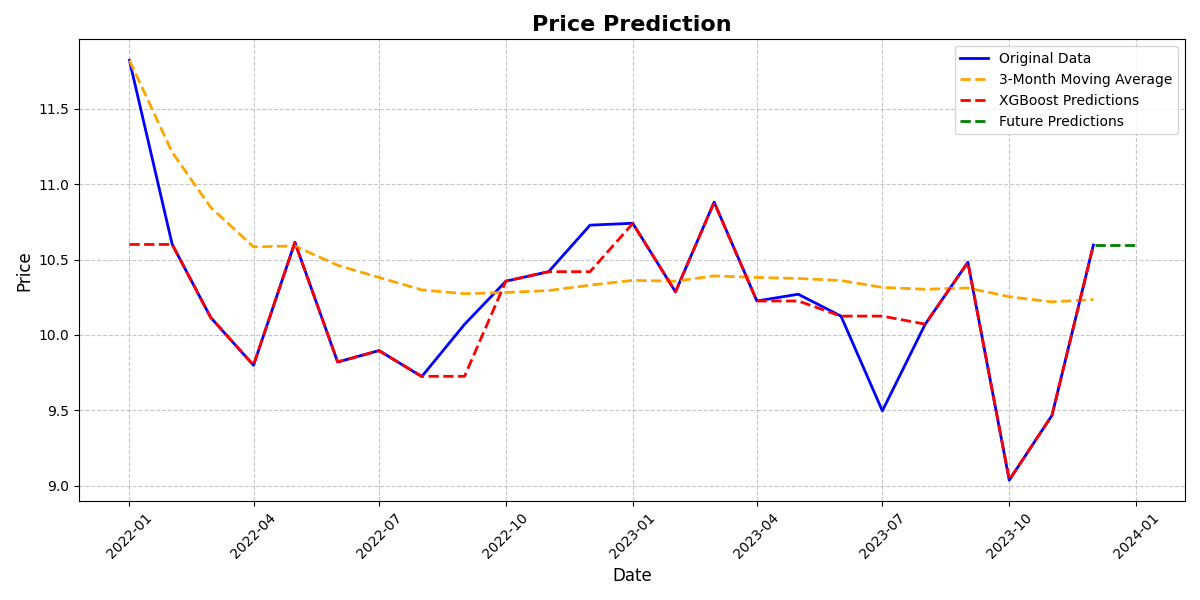 Price Prediction
Original Data
3-Month Moving Average
XGBoost Predictions
Future Predictions
Price
11.5
11.0
10.5
10.0
9.5
9.0
2022-01
2022-04
2022-07
2022-10
2023-01
2023-04
2023-07
2023-10
2024-01
Date